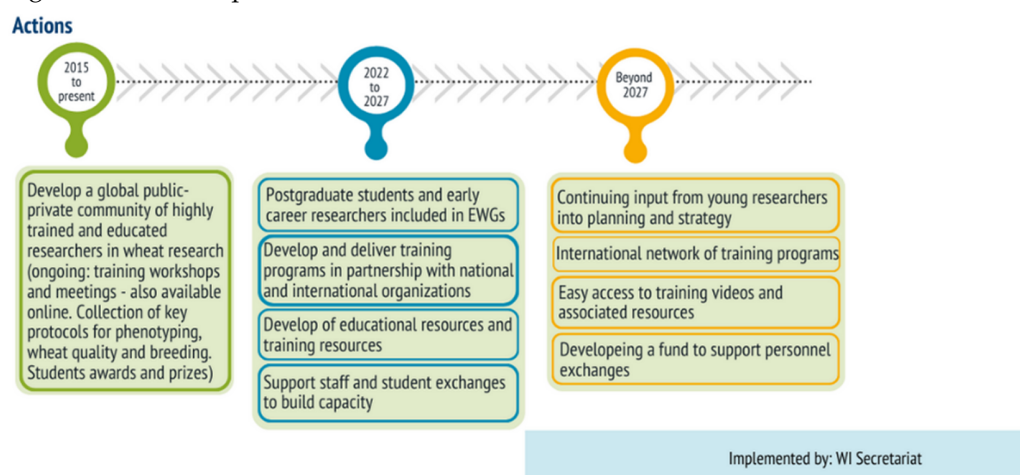 Actions
2015
to
present
2022
to
2027
Beyond
2027
Develop a global public-
private community of highly
trained and educated
researchers in wheat research
(ongoing: training workshops
and meetings - also available
online. Collection of key
protocols for phenotyping,
wheat quality and breeding.
Students awards and prizes)
Postgraduate students and early
career researchers included in EWGs
Develop and deliver training
programs in partnership with national
and international organizations
Develop of educational resources and
training resources
Support staff and student exchanges
to build capacity
Continuing input from young researchers
into planning and strategy
International network of training programs
Easy access to training videos and
associated resources
Developeing a fund to support personnel
exchanges
Implemented by: WI Secretariat